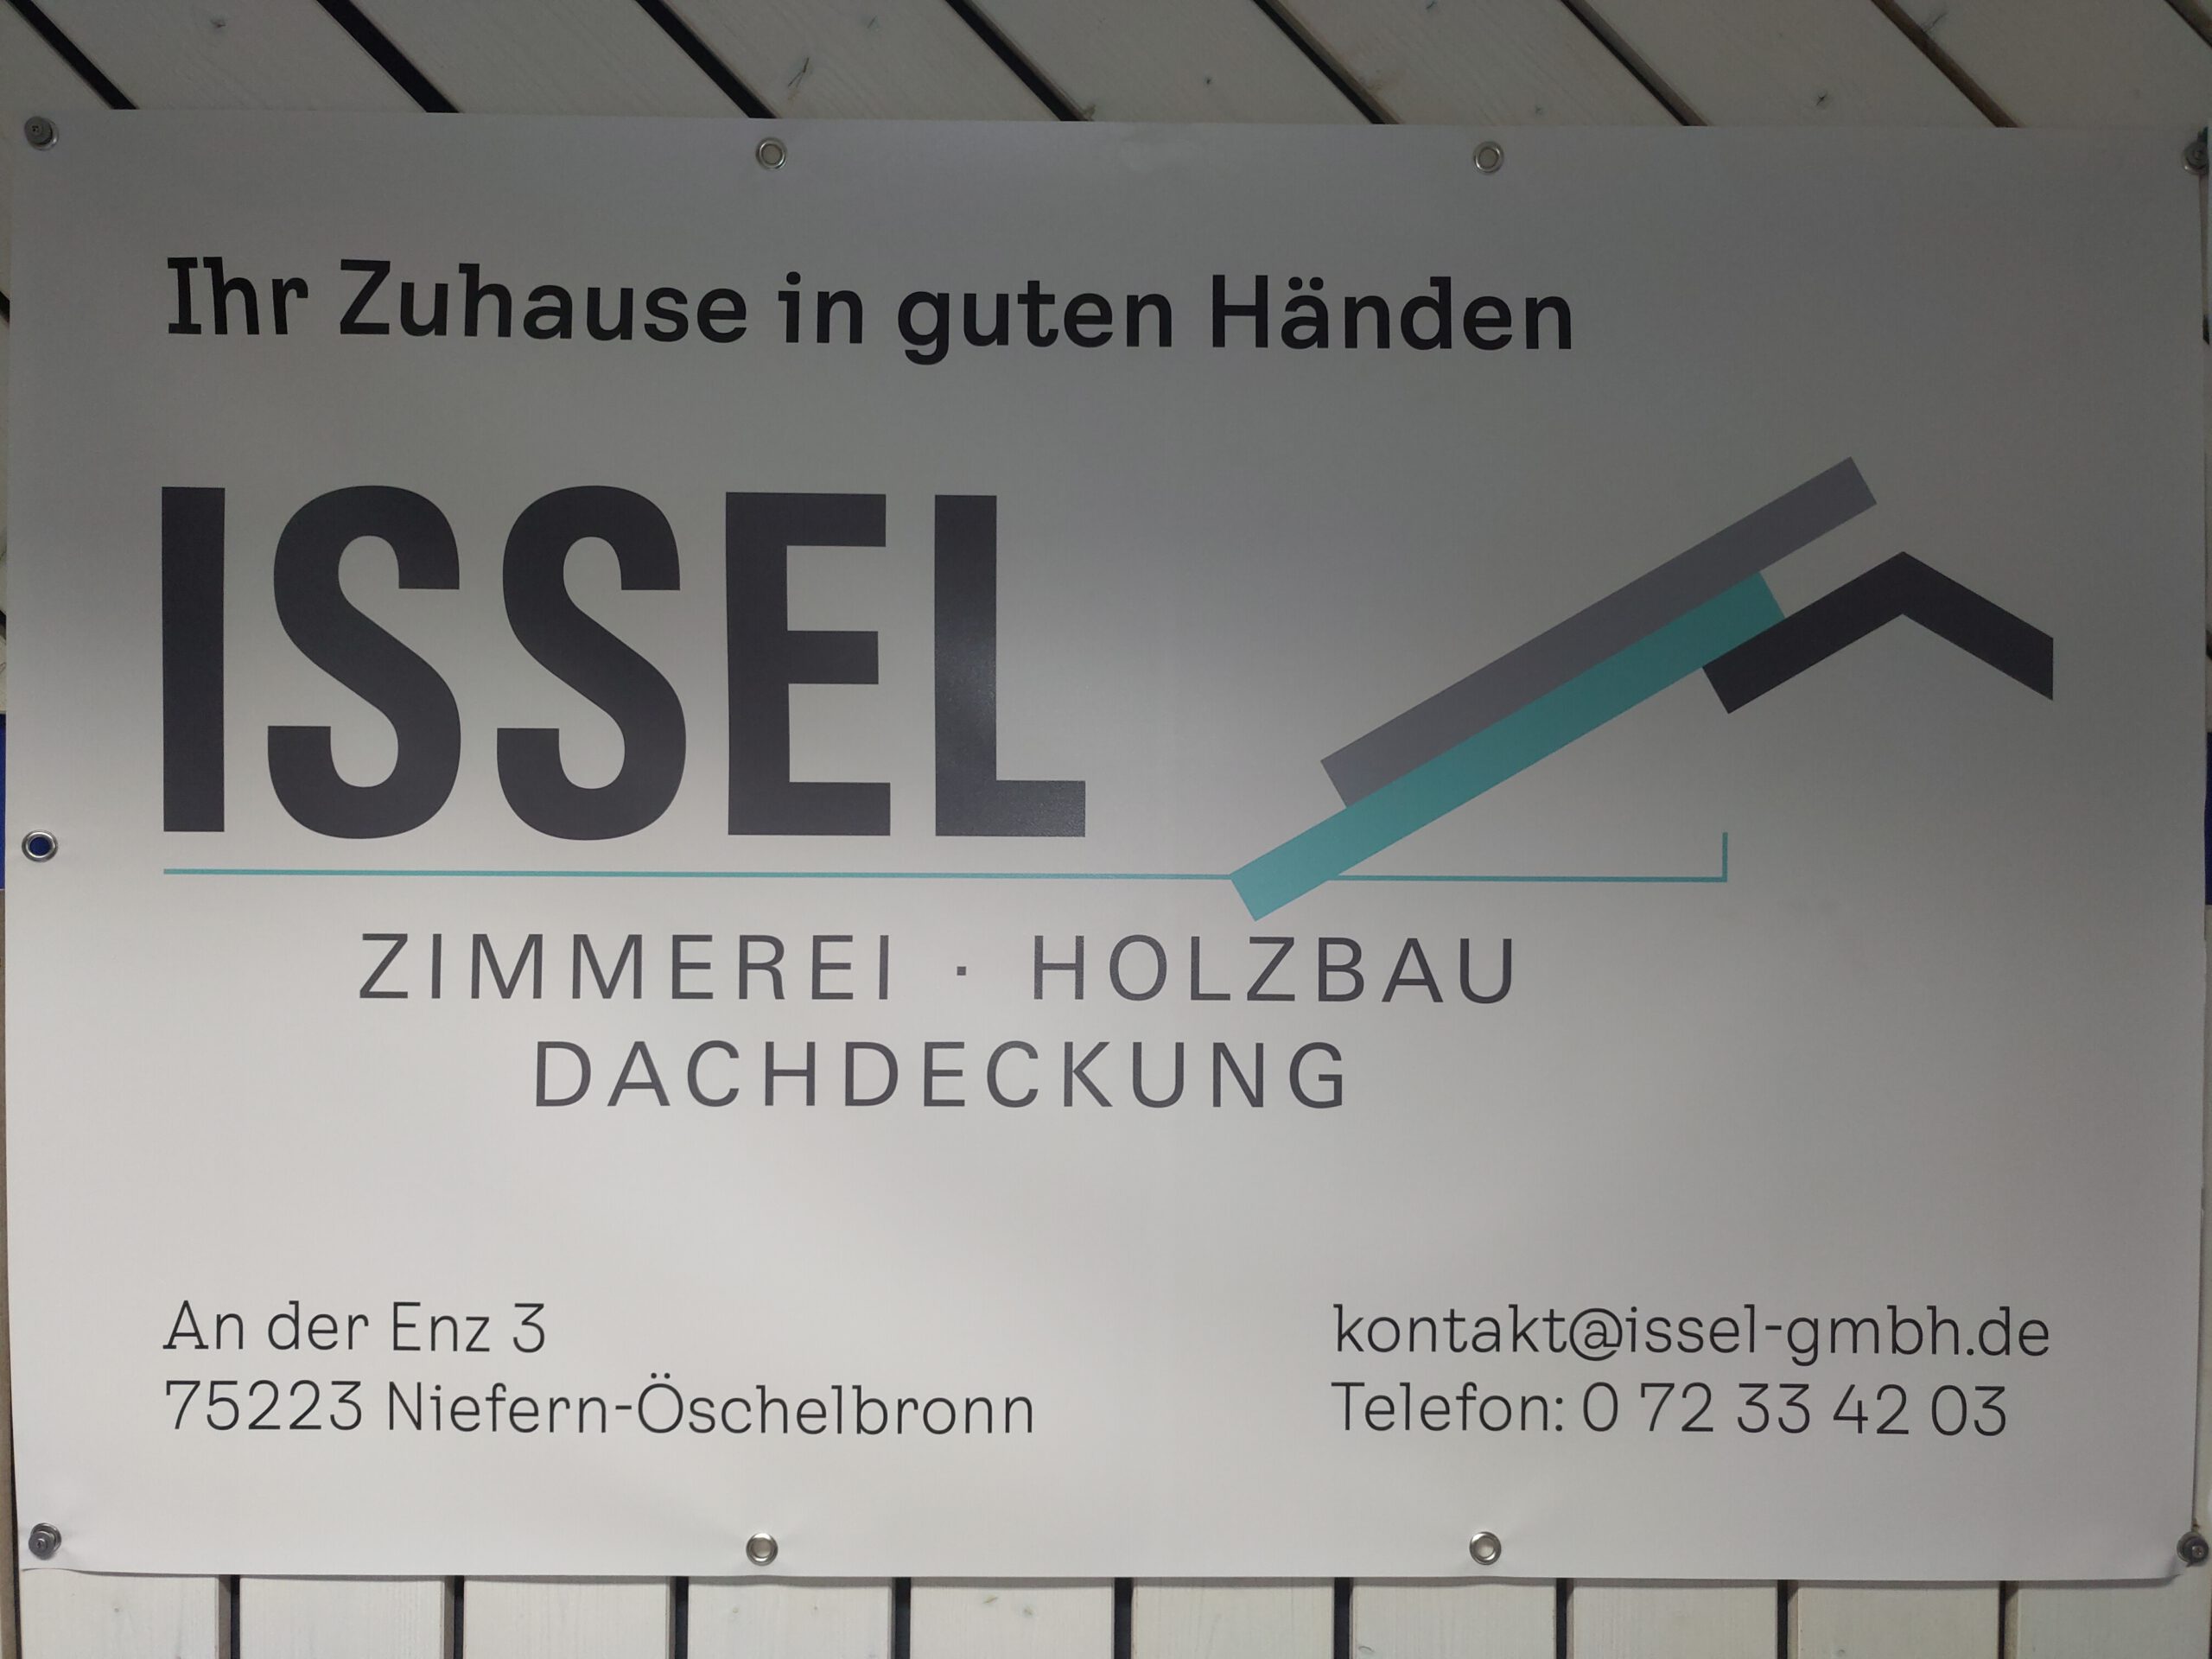 Ihr Zuhause in guten Händen
ISSEL
ZIMMEREI · HOLZBAU
DACHDECKUNG
An der Enz 3
75223 Niefern-Öschelbronn
kontakt@issel-gmbh.de
Telefon: 0 72 33 42 03